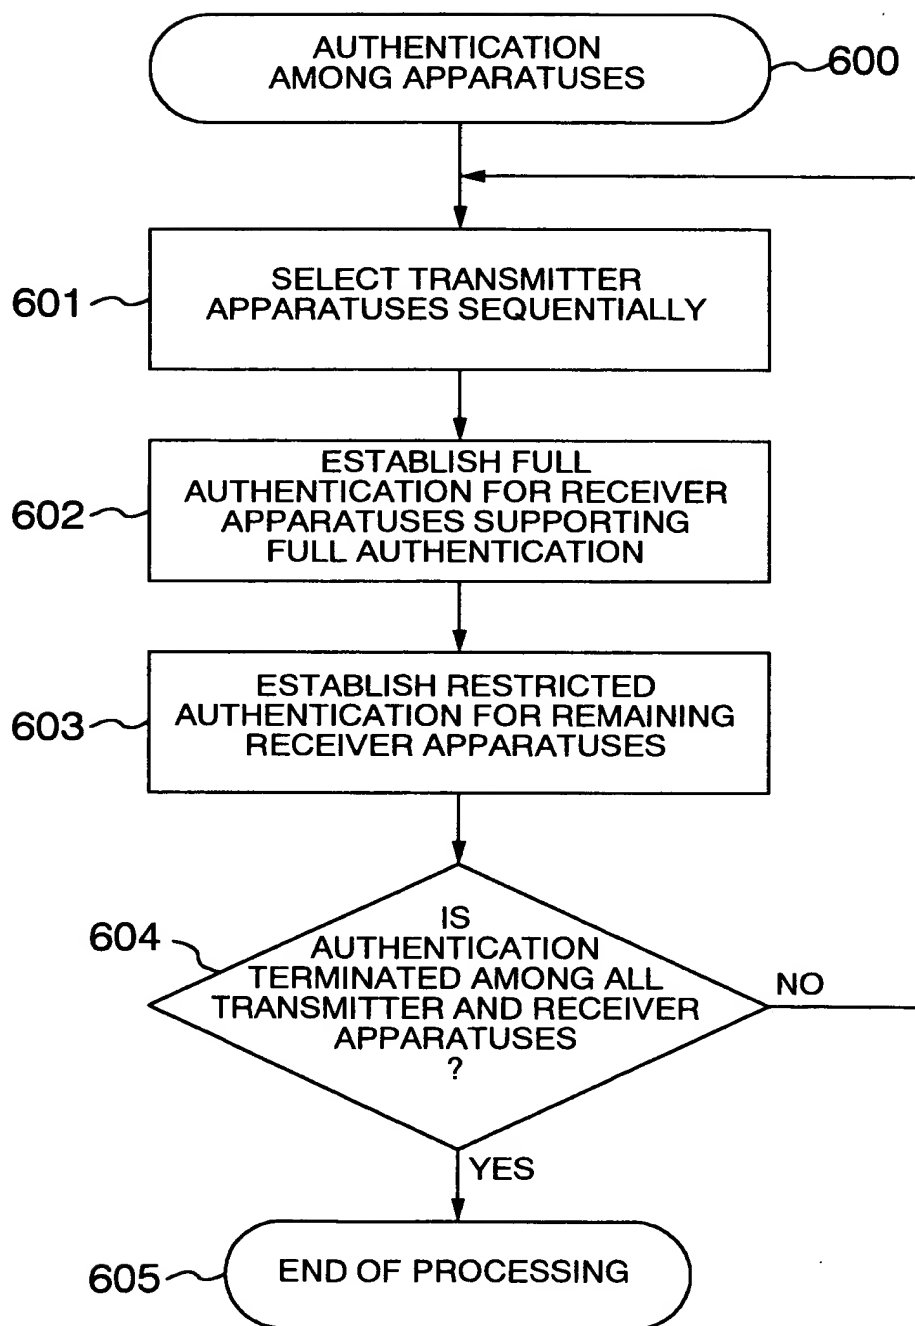 AUTHENTICATION
AMONG APPARATUSES
600
601
SELECT TRANSMITTER
APPARATUSES SEQUENTIALLY
602
ESTABLISH FULL
AUTHENTICATION FOR RECEIVER
APPARATUSES SUPPORTING
FULL AUTHENTICATION
603
ESTABLISH RESTRICTED
AUTHENTICATION FOR REMAINING
RECEIVER APPARATUSES
604
IS
AUTHENTICATION
TERMINATED AMONG ALL
TRANSMITTER AND RECEIVER
APPARATUSES
?
NO
YES
605
END OF PROCESSING